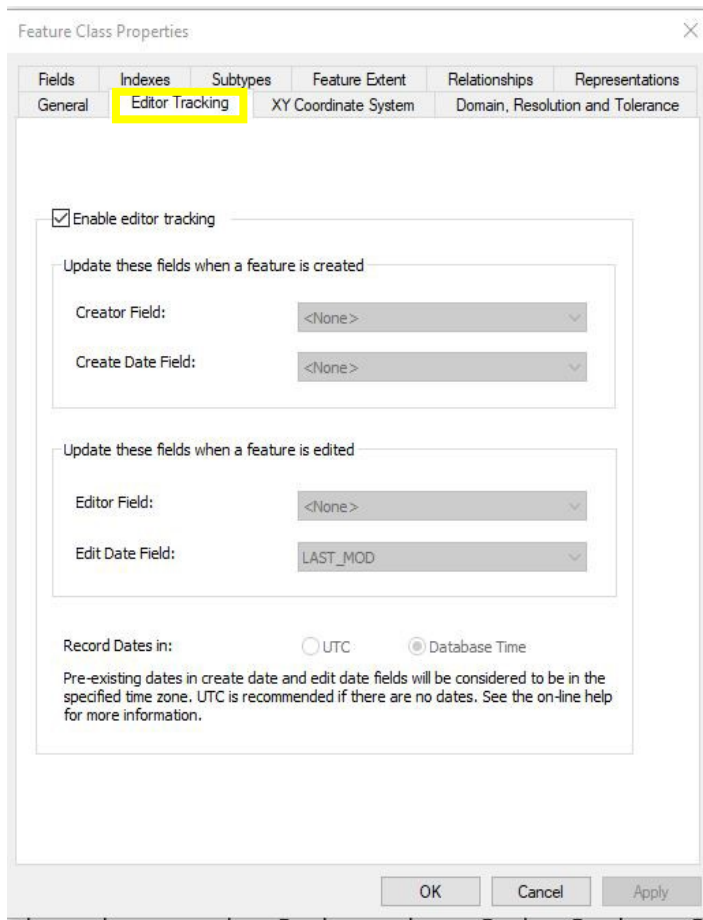 Feature Class Properties
Fields Indexes Subtypes Feature Extent Relationships Representations
General Editor Tracking XY Coordinate System Domain, Resolution and Tolerance
Enable editor tracking
Update these fields when a feature is created
Creator Field: <None>
Create Date Field: <None>
Update these fields when a feature is edited
Editor Field: <None>
Edit Date Field: LAST_MOD
Record Dates in: UTC Database Time
Pre-existing dates in create date and edit date fields will be considered to be in the
specified time zone. UTC is recommended if there are no dates. See the on-line help
for more information.
OK Cancel Apply